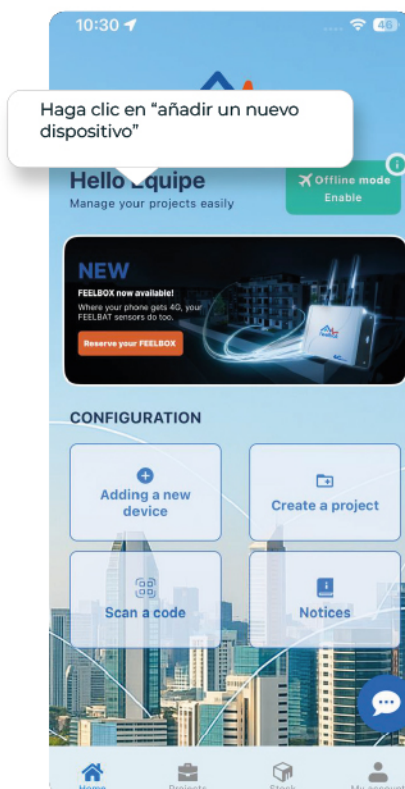 10:30
46
Haga clic en “añadir un nuevo
dispositivo”
Hello Equipe
Manage your projects easily
Offline mode
Enable
NEW
FEELBOX now available!
Where your phone gets 4G, your
FEELBAT sensors do too.
Reserve your FEELBOX
CONFIGURATION
Adding a new
device
Create a project
Scan a code
Notices
Home
Projects
Stock
My account